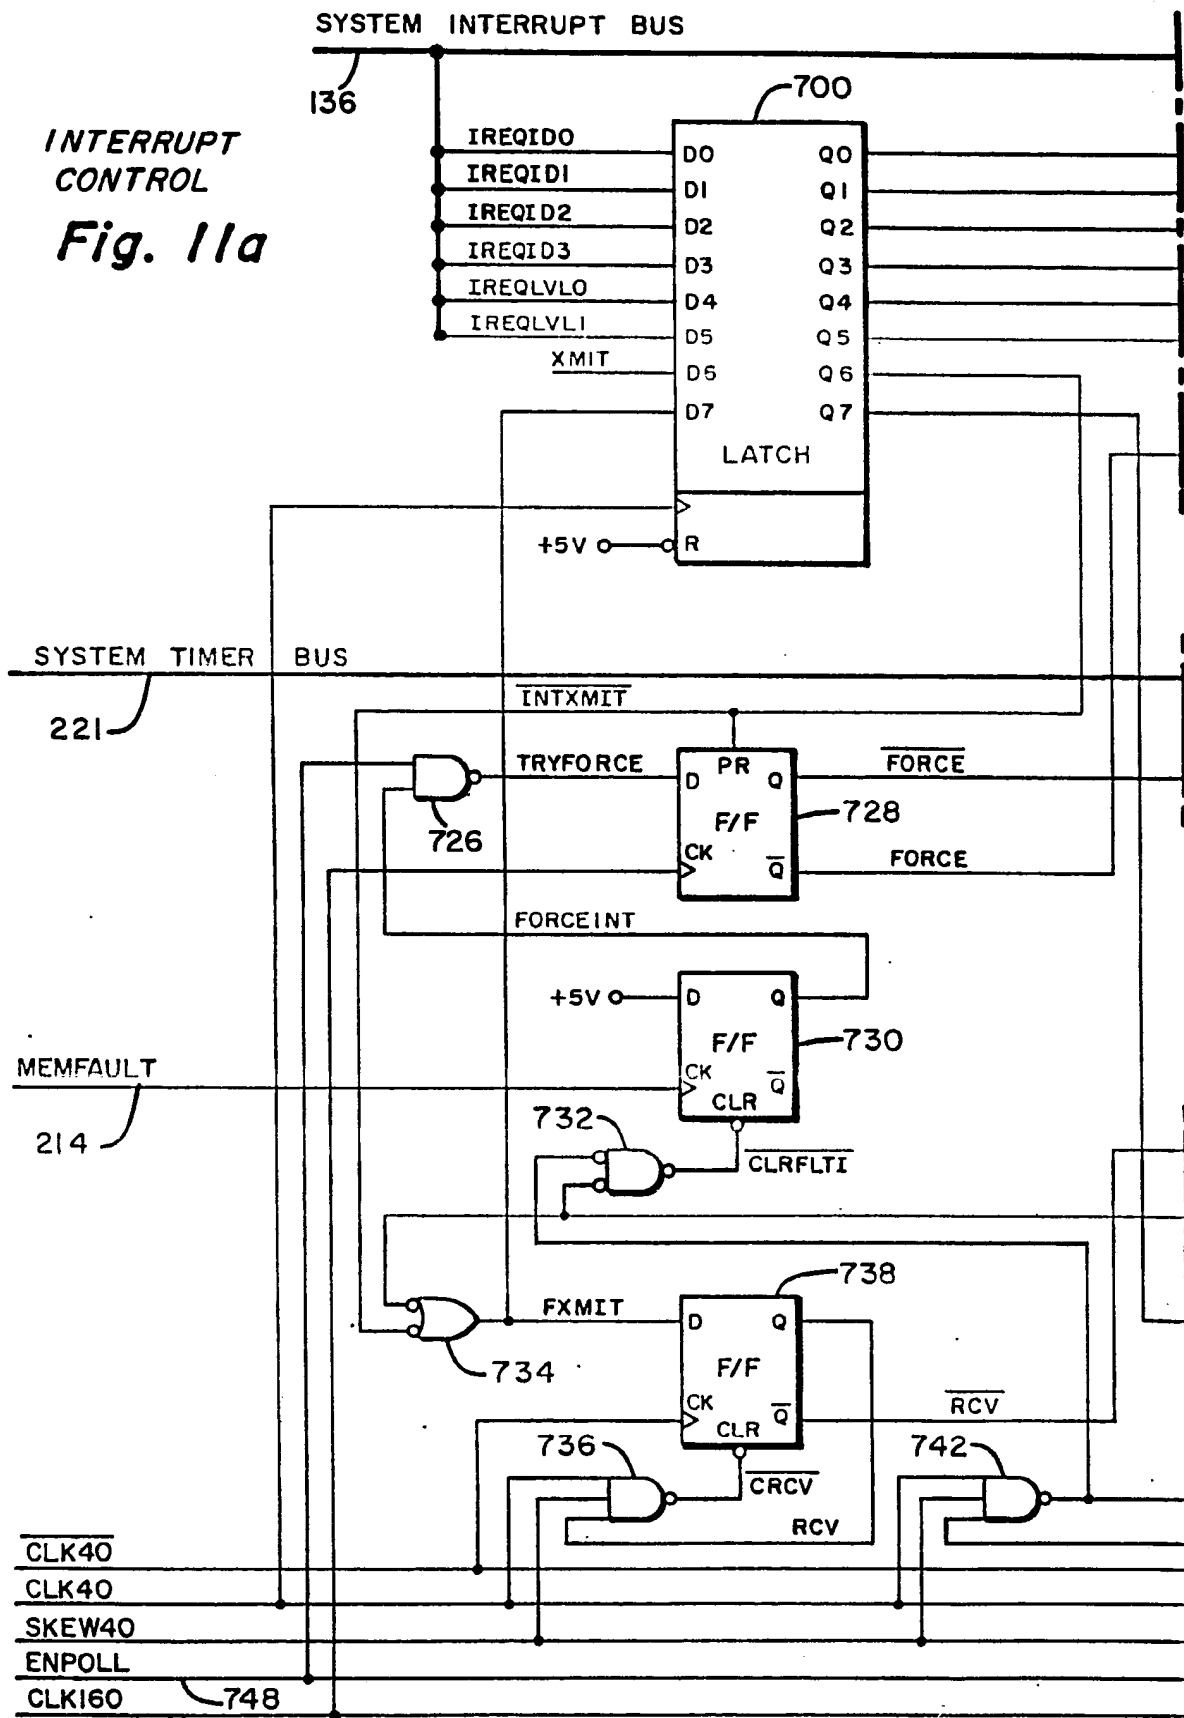 SYSTEM INTERRUPT BUS
136
700
INTERRUPT
CONTROL
Fig. 11a
IREQID0
IREQID1
IREQID2
IREQID3
IREQLVL0
IREQLVL1
XMIT
D0 Q0
D1 Q1
D2 Q2
D3 Q3
D4 Q4
D5 Q5
D6 Q6
D7 Q7
LATCH
+5V R
SYSTEM TIMER BUS
221
INTXMIT
TRYFORCE
726
D PR Q
F/F
CK Q
728
FORCE
FORCE
FORCEINT
+5V
D Q
F/F
CK Q
CLR
730
MEMFAULT
214
732
CLRFLTI
734
FXMIT
738
D Q
F/F
CK Q
CLR
RCV
736
CRCV
RCV
742
CLK40
CLK40
SKEW40
ENPOLL
748
CLK160